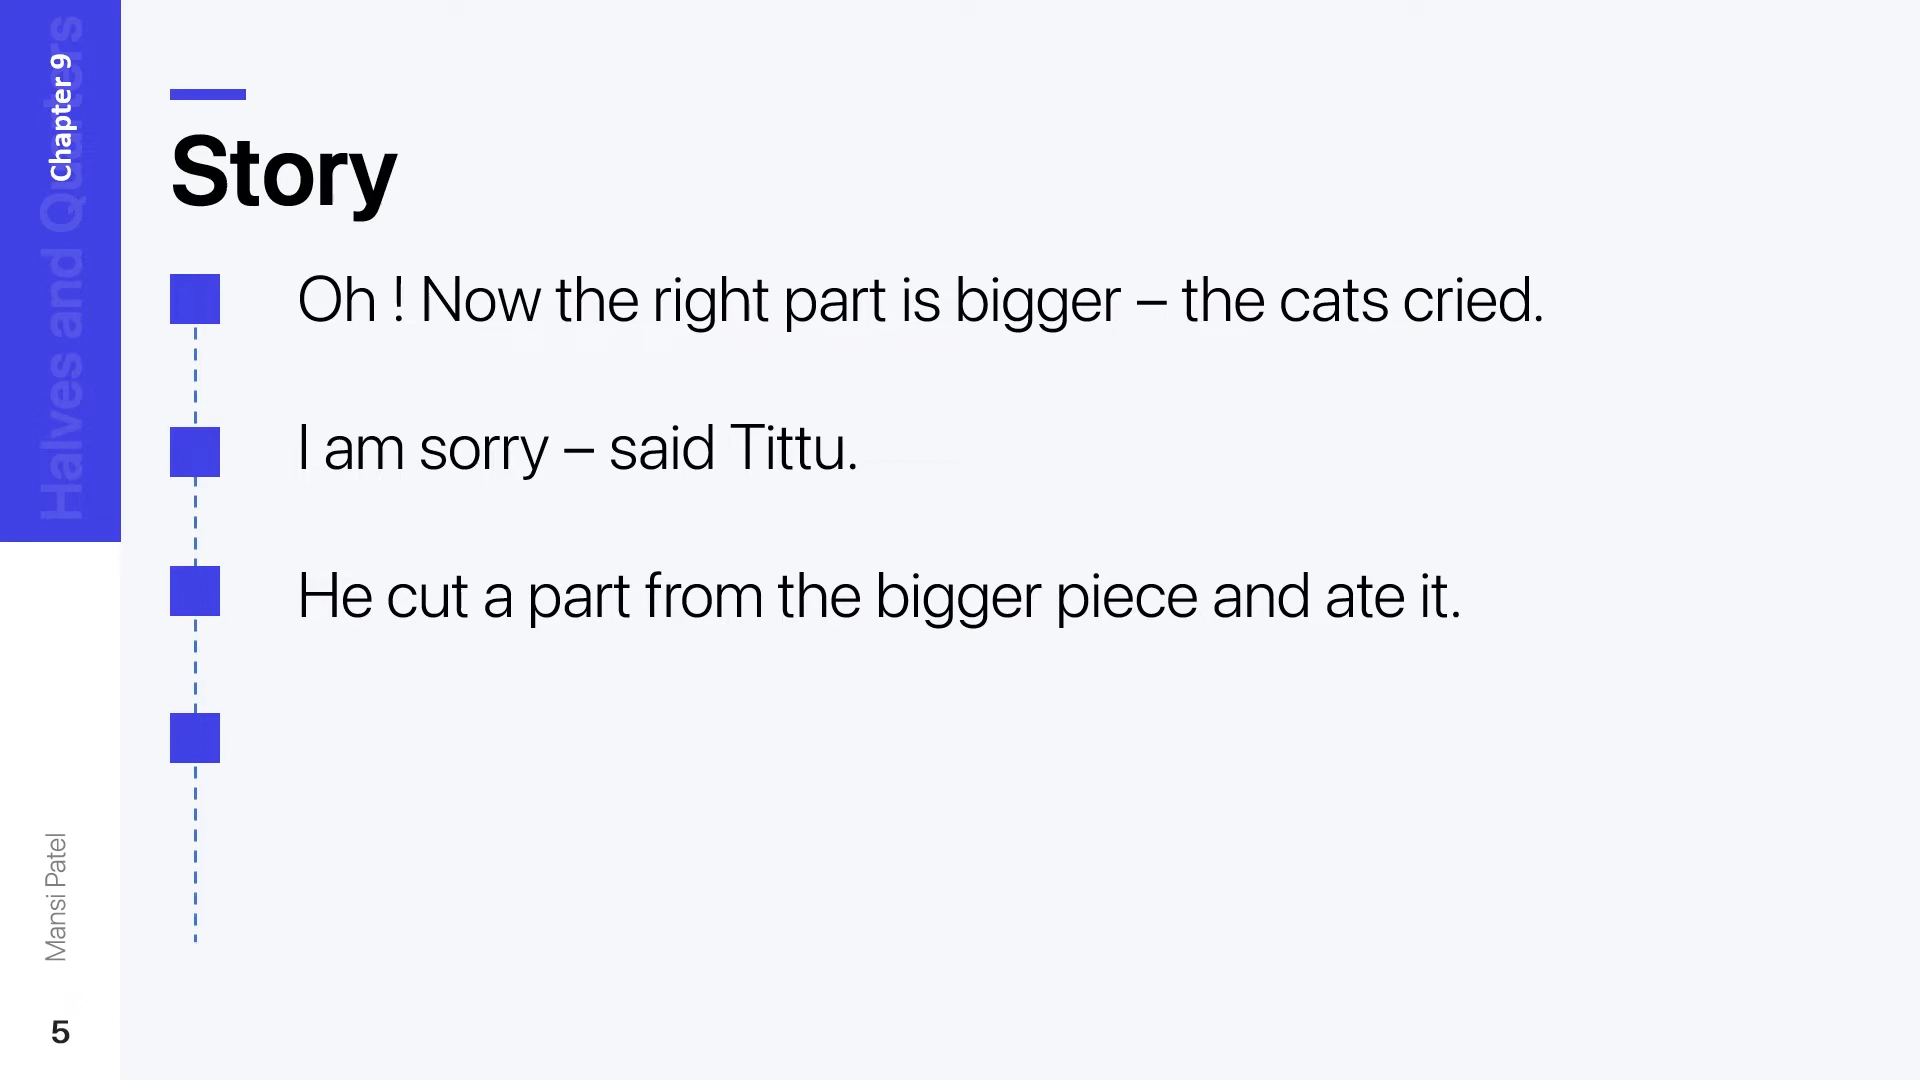 Chapter 9
Halves and Quarters
Story
Oh ! Now the right part is bigger – the cats cried.
I am sorry – said Tittu.
He cut a part from the bigger piece and ate it.
Mansi Patel
5